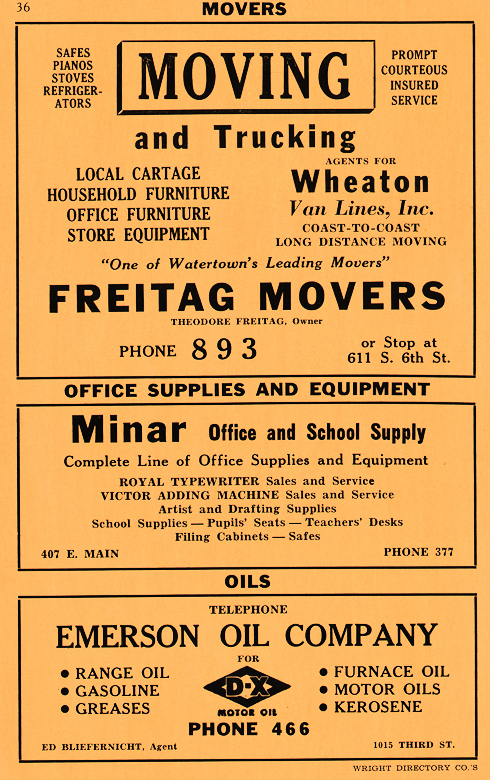 36
MOVERS
SAFES
PIANOS
STOVES
REFRIGER-
ATORS
MOVING
PROMPT
COURTEOUS
INSURED
SERVICE
and Trucking
LOCAL CARTAGE
HOUSEHOLD FURNITURE
OFFICE FURNITURE
STORE EQUIPMENT
AGENTS FOR
Wheaton
Van Lines, Inc.
COAST-TO-COAST
LONG DISTANCE MOVING
"One of Watertown's Leading Movers"
FREITAG MOVERS
THEODORE FREITAG, Owner
PHONE 893
or Stop at
611 S. 6th St.
OFFICE SUPPLIES AND EQUIPMENT
Minar Office and School Supply
Complete Line of Office Supplies and Equipment
ROYAL TYPEWRITER Sales and Service
VICTOR ADDING MACHINE Sales and Service
Artist and Drafting Supplies
School Supplies — Pupils' Seats — Teachers' Desks
Filing Cabinets — Safes
407 E. MAIN PHONE 377
OILS
TELEPHONE
EMERSON OIL COMPANY
FOR
• RANGE OIL
• GASOLINE
• GREASES
D-X
MOTOR OIL
• FURNACE OIL
• MOTOR OILS
• KEROSENE
PHONE 466
ED BLIEFERNICHT, Agent 1015 THIRD ST.
WRIGHT DIRECTORY CO.'S